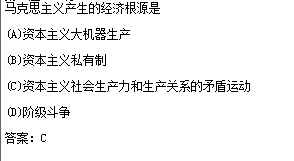 马克思主义产生的经济根源是
(A)资本主义大机器生产
(B)资本主义私有制
(C)资本主义社会生产力和生产关系的矛盾运动
(D)阶级斗争
答案：C